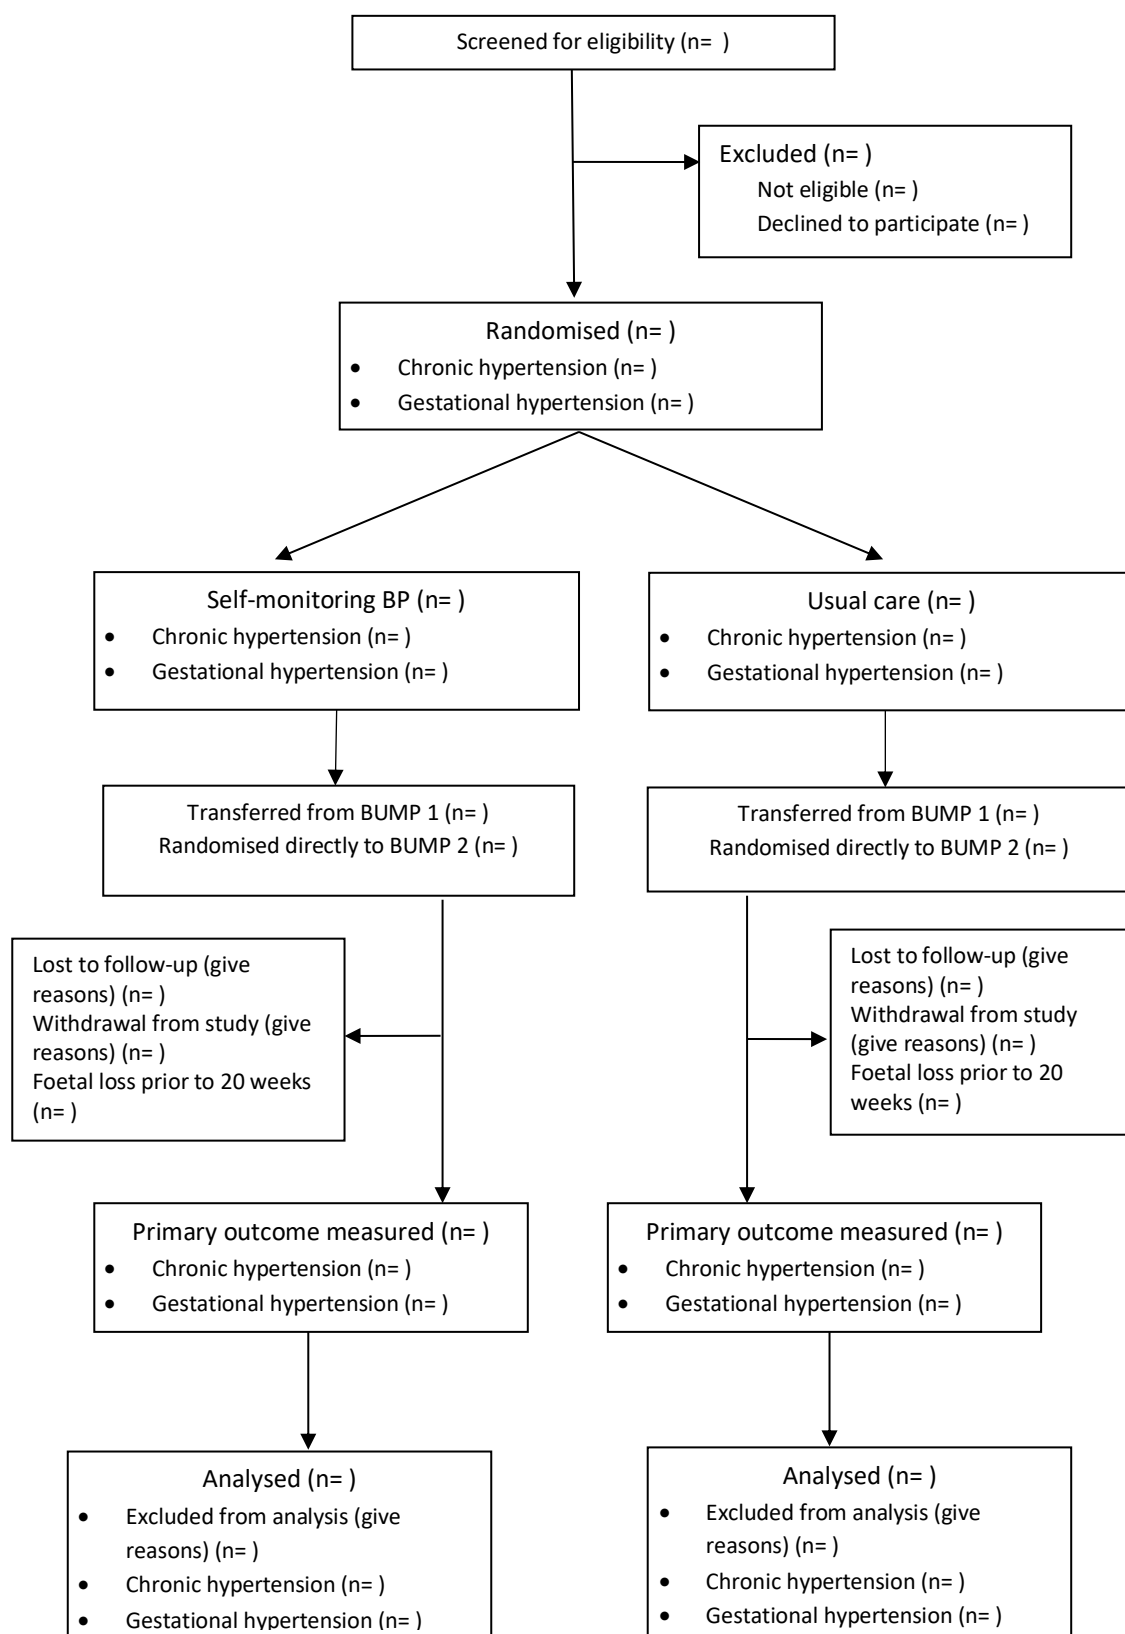 Screened for eligibility (n=  )
Excluded (n= )
Not eligible (n= )
Declined to participate (n= )
Randomised (n= )
• Chronic hypertension (n= )
• Gestational hypertension (n= )
Self-monitoring BP (n= )
• Chronic hypertension (n= )
• Gestational hypertension (n= )
Usual care (n= )
• Chronic hypertension (n= )
• Gestational hypertension (n= )
Transferred from BUMP 1 (n= )
Randomised directly to BUMP 2 (n= )
Transferred from BUMP 1 (n= )
Randomised directly to BUMP 2 (n= )
Lost to follow-up (give
reasons) (n= )
Withdrawal from study (give
reasons) (n= )
Foetal loss prior to 20 weeks
(n= )
Lost to follow-up (give
reasons) (n= )
Withdrawal from study
(give reasons) (n= )
Foetal loss prior to 20
weeks (n= )
Primary outcome measured (n= )
• Chronic hypertension (n= )
• Gestational hypertension (n= )
Primary outcome measured (n= )
• Chronic hypertension (n= )
• Gestational hypertension (n= )
Analysed (n= )
• Excluded from analysis (give
reasons) (n= )
• Chronic hypertension (n= )
• Gestational hypertension (n= )
Analysed (n= )
• Excluded from analysis (give
reasons) (n= )
• Chronic hypertension (n= )
• Gestational hypertension (n= )